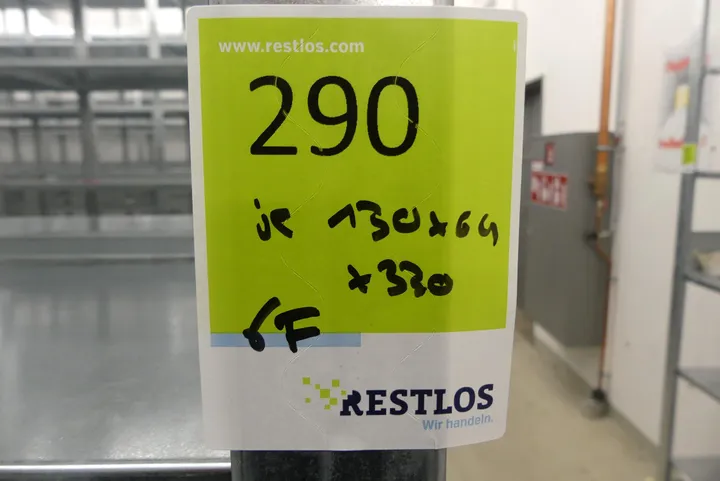 www.restlos.com
290
je 130x64
x330
6F
RESTLOS
Wir handeln.